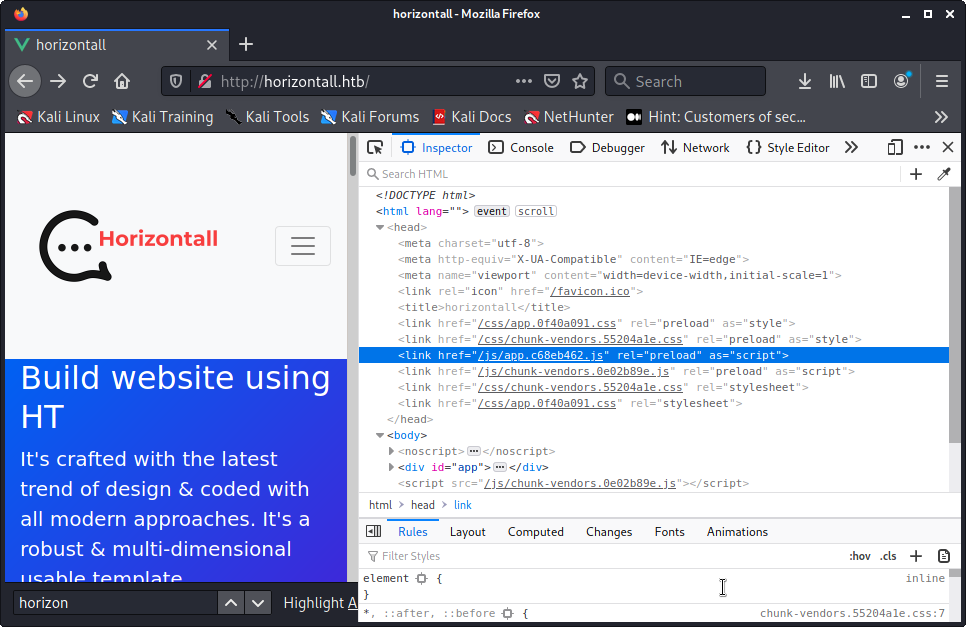 horizontall - Mozilla Firefox
horizontall
http://horizontall.htb/
Search
Kali Linux
Kali Training
Kali Tools
Kali Forums
Kali Docs
NetHunter
Hint: Customers of sec…
Horizontall
Build website using
HT
It's crafted with the latest
trend of design & coded with
all modern approaches. It's a
robust & multi-dimensional
usable template.
horizon
Highlight A
Inspector
Console
Debugger
Network
{} Style Editor
Search HTML
<!DOCTYPE html>
<html lang=""> event scroll
<head>
<meta charset="utf-8">
<meta http-equiv="X-UA-Compatible" content="IE=edge">
<meta name="viewport" content="width=device-width,initial-scale=1">
<link rel="icon" href="/favicon.ico">
<title>horizontall</title>
<link href="/css/app.0f40a091.css" rel="preload" as="style">
<link href="/css/chunk-vendors.55204a1e.css" rel="preload" as="style">
<link href="/js/app.c68eb462.js" rel="preload" as="script">
<link href="/js/chunk-vendors.0e02b89e.js" rel="preload" as="script">
<link href="/css/chunk-vendors.55204a1e.css" rel="stylesheet">
<link href="/css/app.0f40a091.css" rel="stylesheet">
</head>
<body>
<noscript>…</noscript>
<div id="app">…</div>
<script src="/js/chunk-vendors.0e02b89e.js"></script>
html > head > link
Rules
Layout
Computed
Changes
Fonts
Animations
Filter Styles
:hov .cls +
element { inline
}
*, ::after, ::before { chunk-vendors.55204a1e.css:7